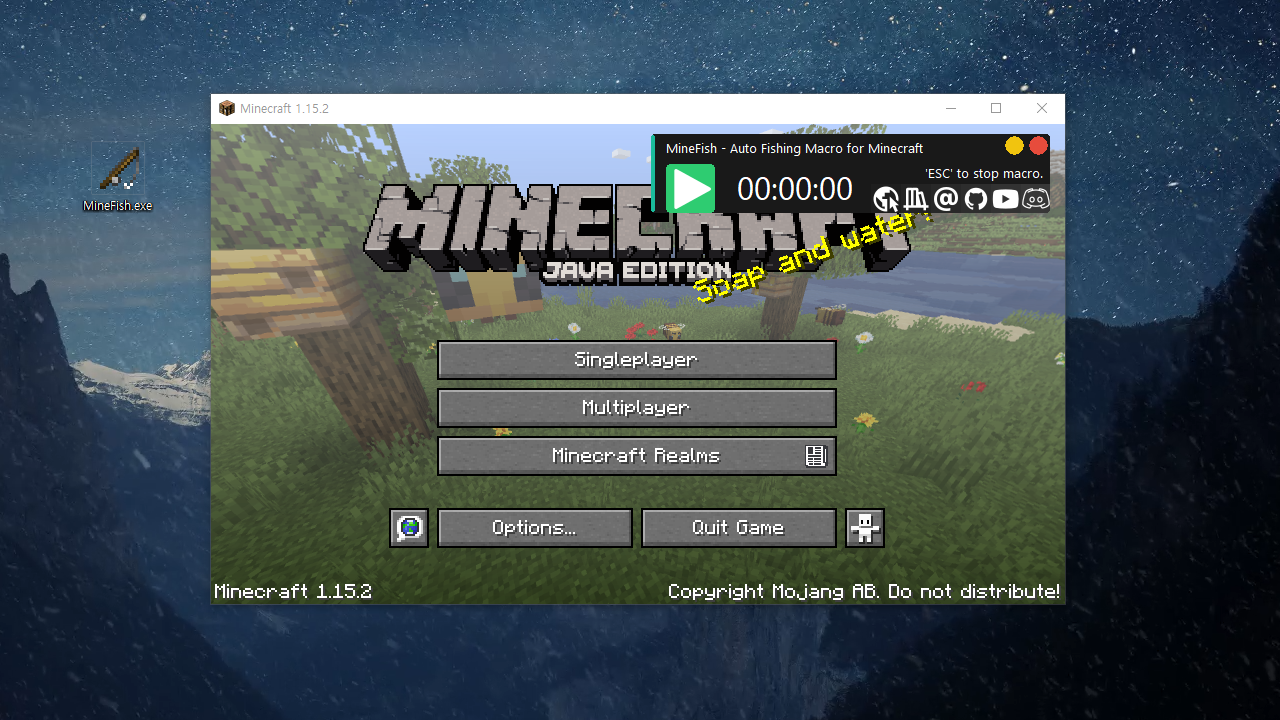 Minecraft 1.15.2
MineFish - Auto Fishing Macro for Minecraft
'ESC' to stop macro.
00:00:00
MineFish.exe
MINECRAFT
JAVA EDITION
Soap and water!
Singleplayer
Multiplayer
Minecraft Realms
Options...
Quit Game
Minecraft 1.15.2
Copyright Mojang AB. Do not distribute!